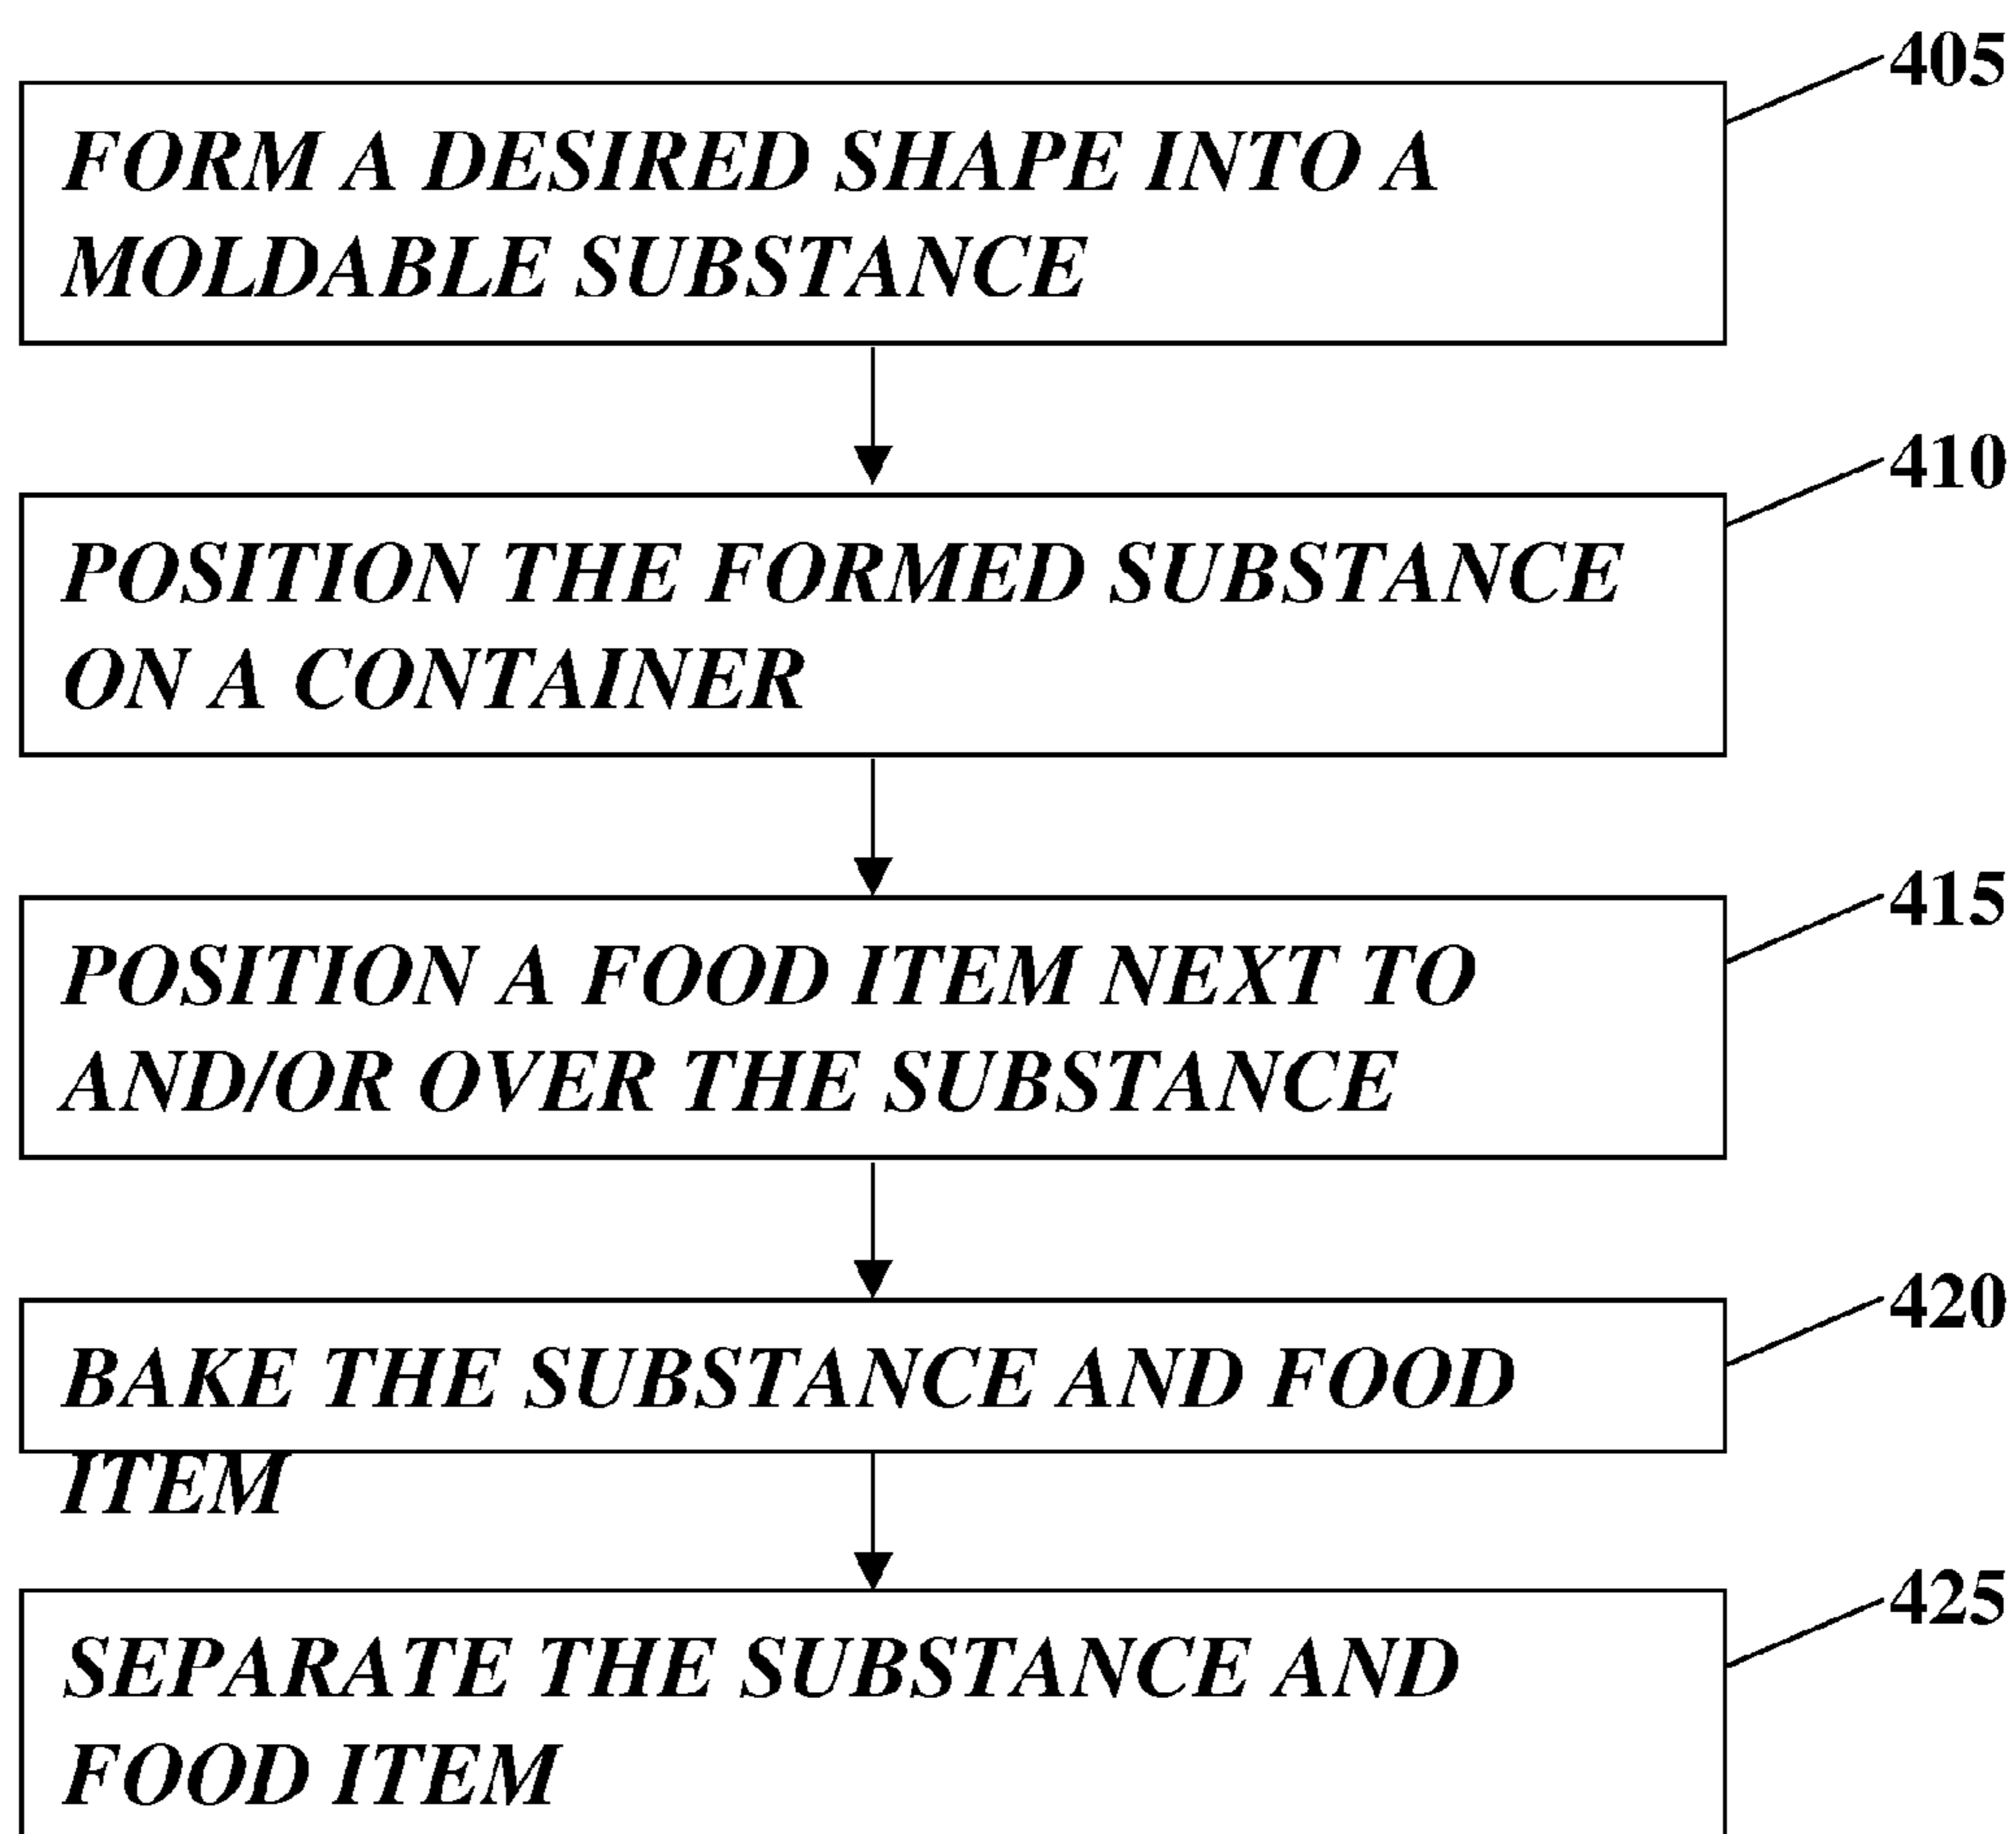 405
FORM A DESIRED SHAPE INTO A
MOLDABLE SUBSTANCE
410
POSITION THE FORMED SUBSTANCE
ON A CONTAINER
415
POSITION A FOOD ITEM NEXT TO
AND/OR OVER THE SUBSTANCE
420
BAKE THE SUBSTANCE AND FOOD
ITEM
425
SEPARATE THE SUBSTANCE AND
FOOD ITEM